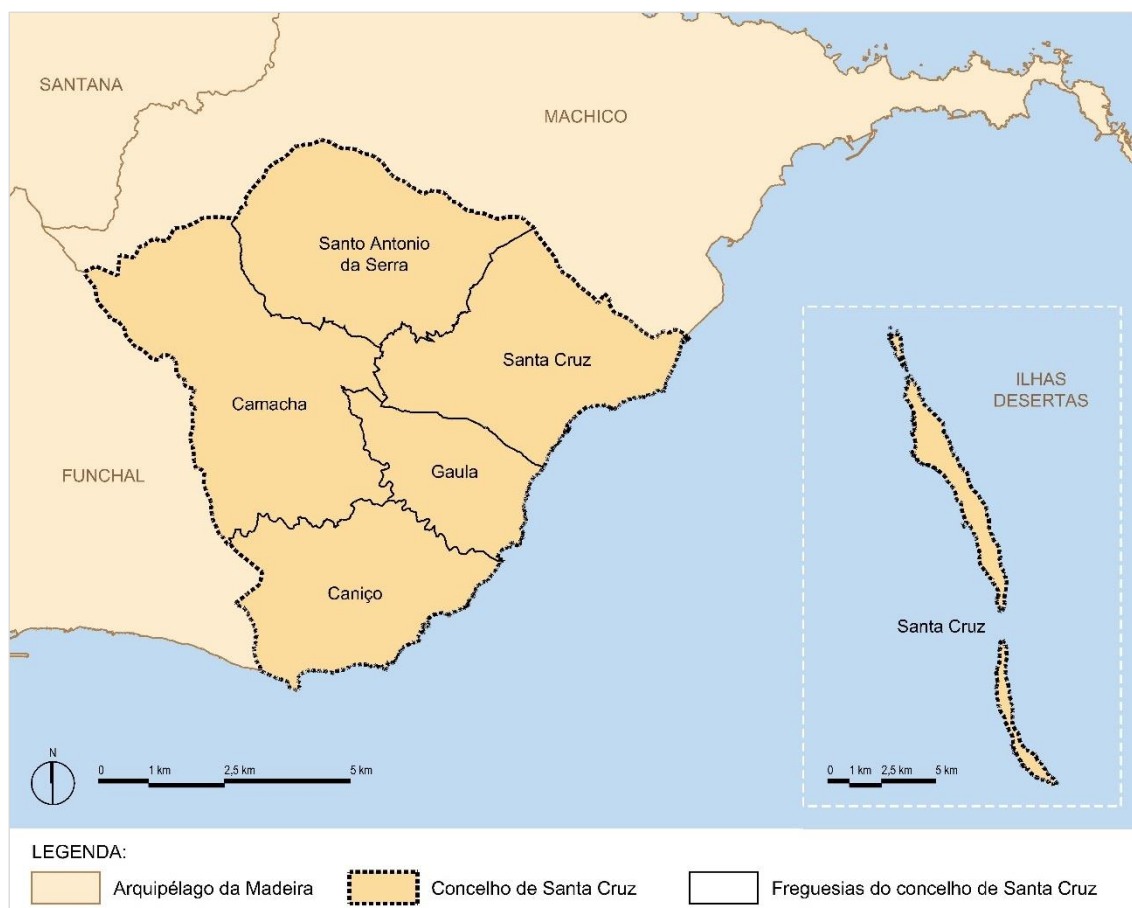 SANTANA
MACHICO
Santo Antonio
da Serra
Santa Cruz
ILHAS
DESERTAS
Camacha
FUNCHAL
Gaula
Caniço
Santa Cruz
N
0 1 km 2,5 km 5 km
0 1 km 2,5 km 5 km
LEGENDA:
Arquipélago da Madeira
Concelho de Santa Cruz
Freguesias do concelho de Santa Cruz